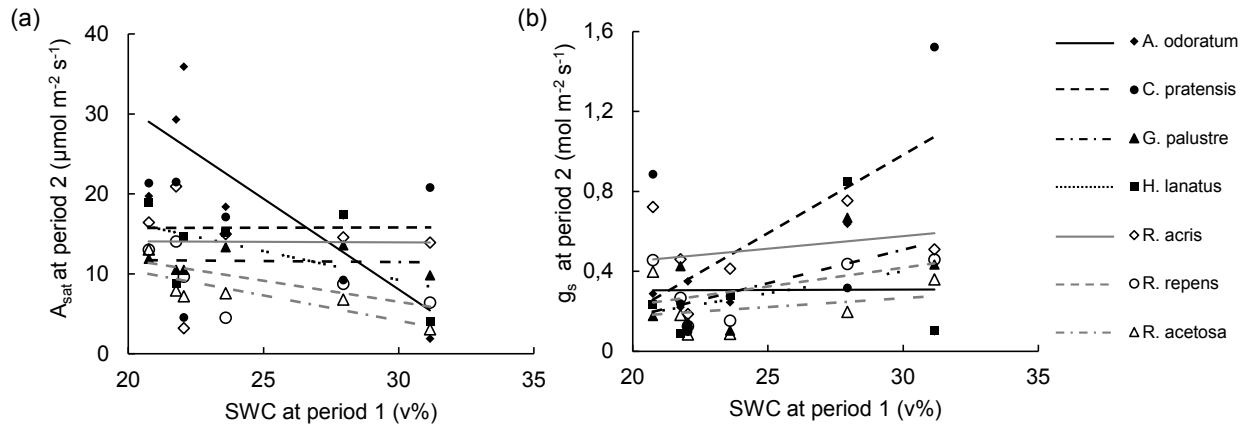 (a)
40
30
20
10
0
20 25 30 35
A_sat at period 2 (µmol m⁻² s⁻¹)
SWC at period 1 (v%)
(b)
1,6
1,2
0,8
0,4
0
20 25 30 35
g_s at period 2 (mol m⁻² s⁻¹)
SWC at period 1 (v%)
A. odoratum
C. pratensis
G. palustre
H. lanatus
R. acris
R. repens
R. acetosa